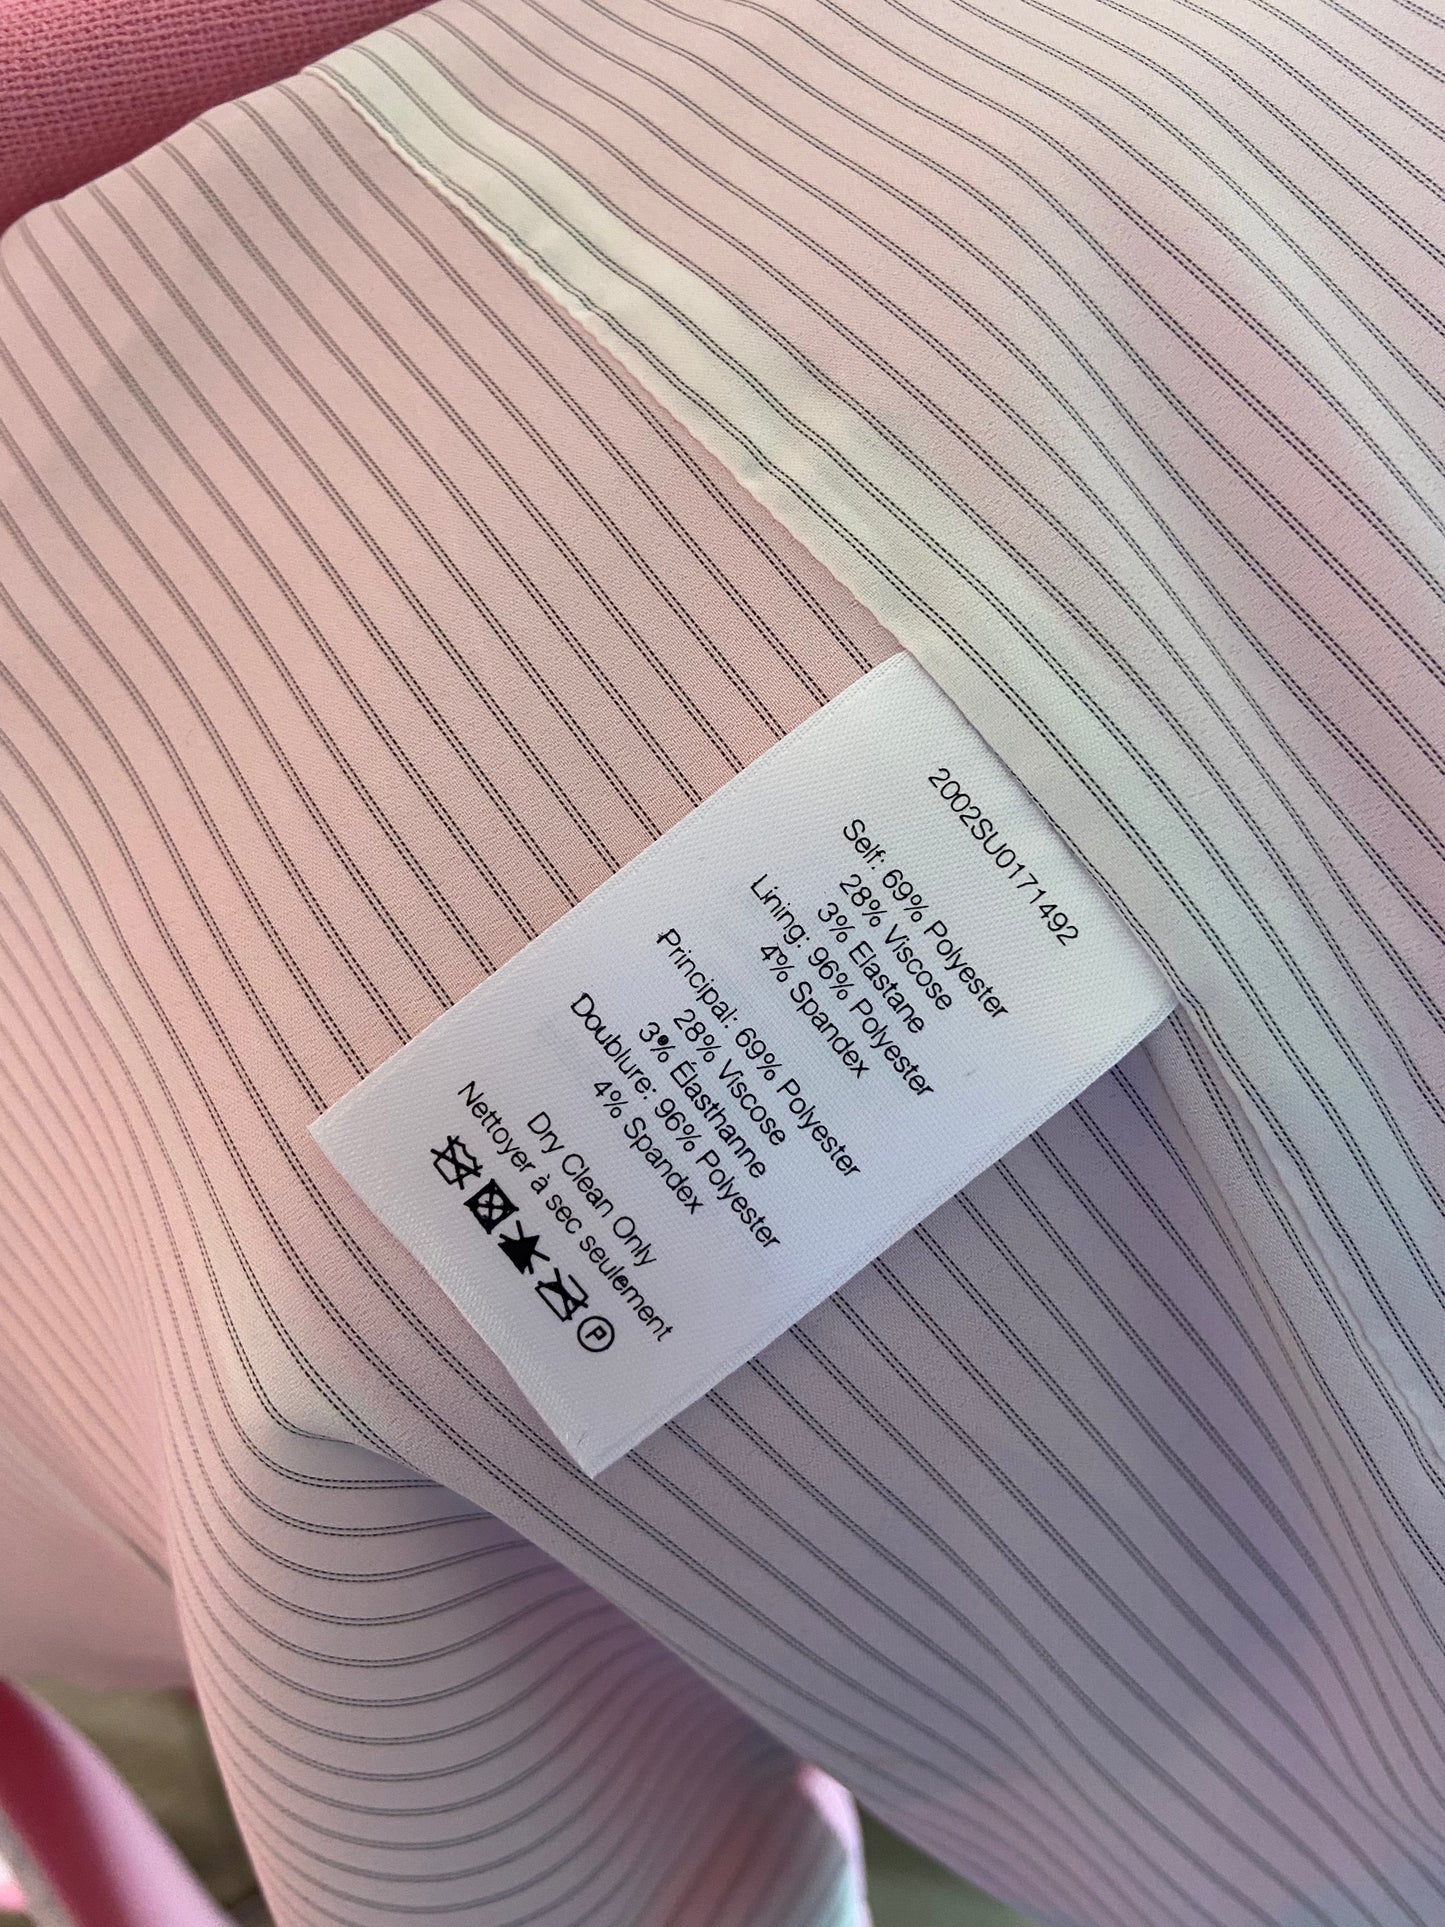 2002SU0171492
Self: 69% Polyester
28% Viscose
3% Elastane
Lining: 96% Polyester
4% Spandex
Principal: 69% Polyester
28% Viscose
3% Élasthanne
Doublure: 96% Polyester
4% Spandex
Dry Clean Only
Nettoyer à sec seulement
P